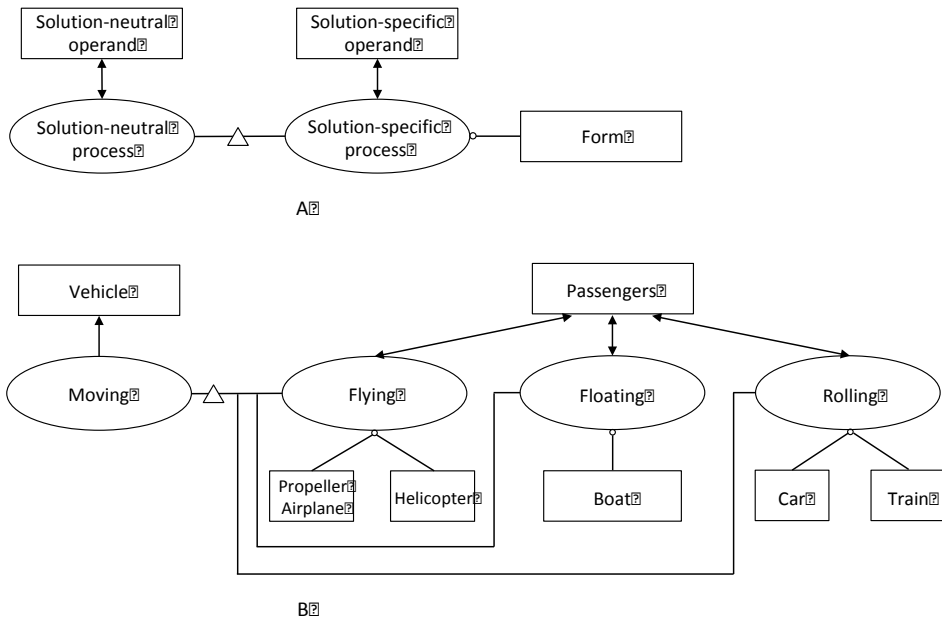 Solution-neutral
operand
Solution-specific
operand
Solution-neutral
process
Solution-specific
process
Form
A
Vehicle
Passengers
Moving
Flying
Floating
Rolling
Propeller
Airplane
Helicopter
Boat
Car
Train
B